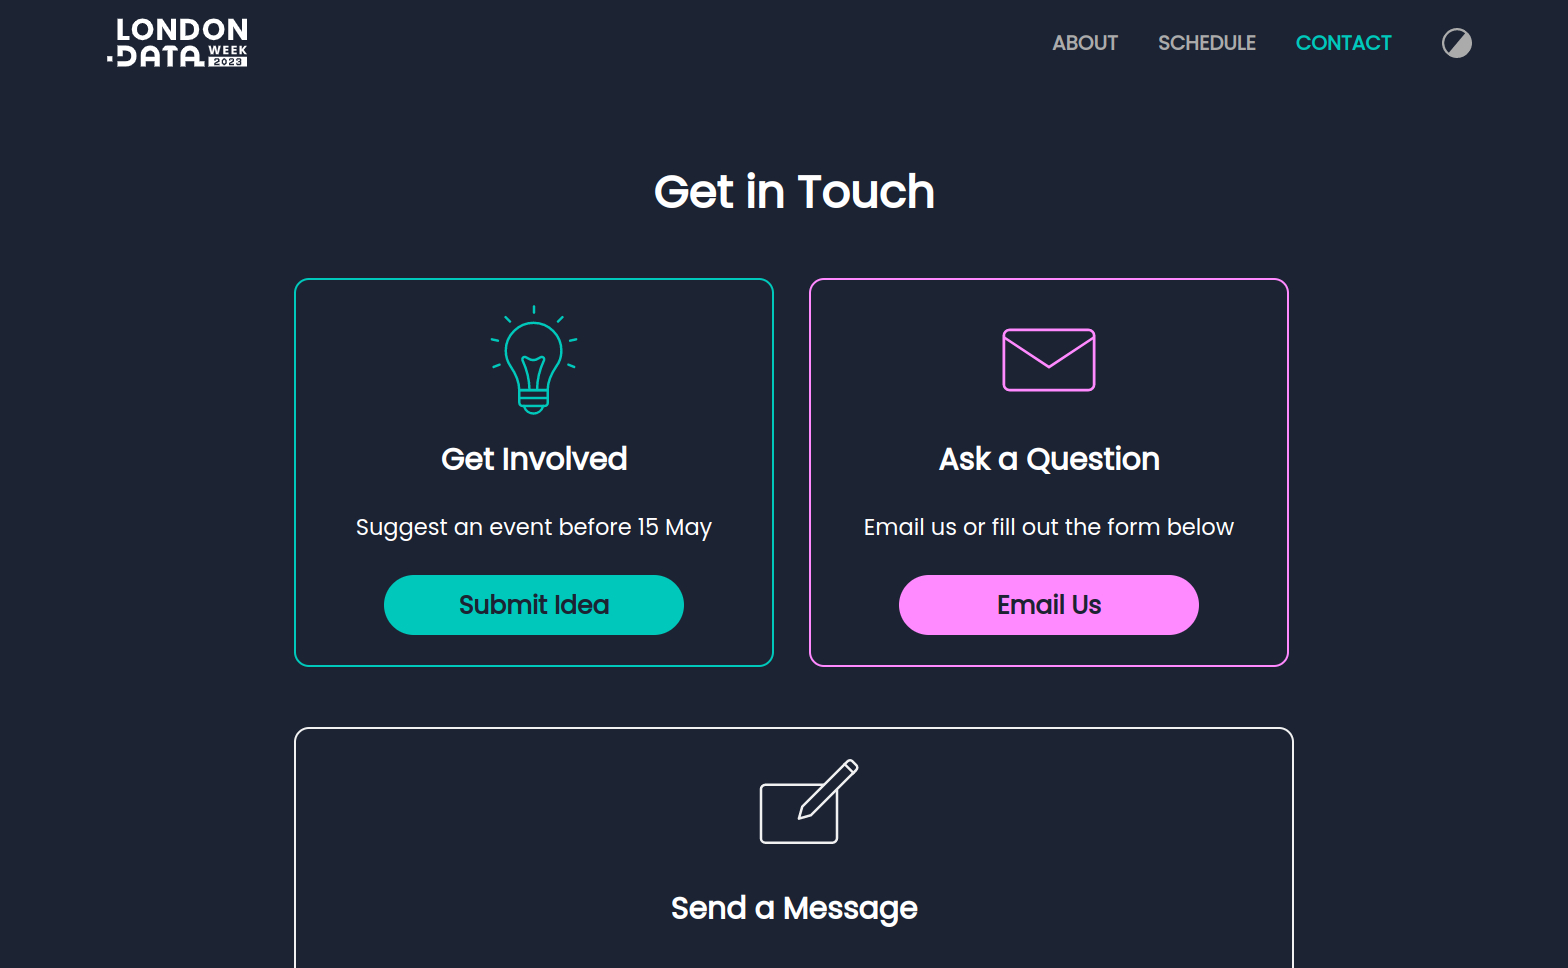 LONDON
DATA WEEK
2023
ABOUT SCHEDULE CONTACT
Get in Touch
Get Involved
Suggest an event before 15 May
Submit Idea
Ask a Question
Email us or fill out the form below
Email Us
Send a Message